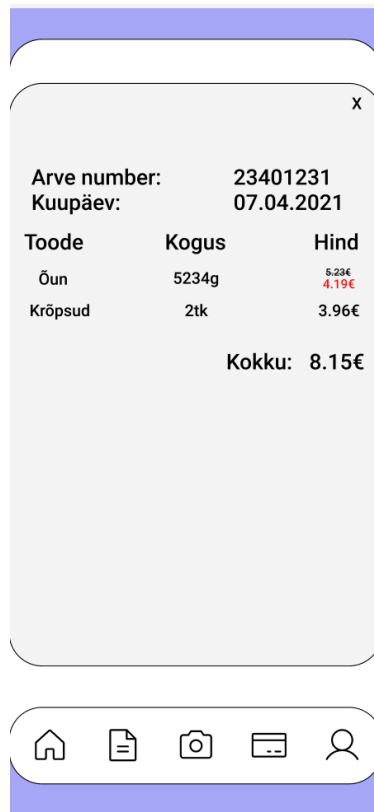 X
Arve number: 23401231
Kuupäev: 07.04.2021
Toode Kogus Hind
Õun 5234g 5.23€
4.19€
Krõpsud 2tk 3.96€
Kokku: 8.15€